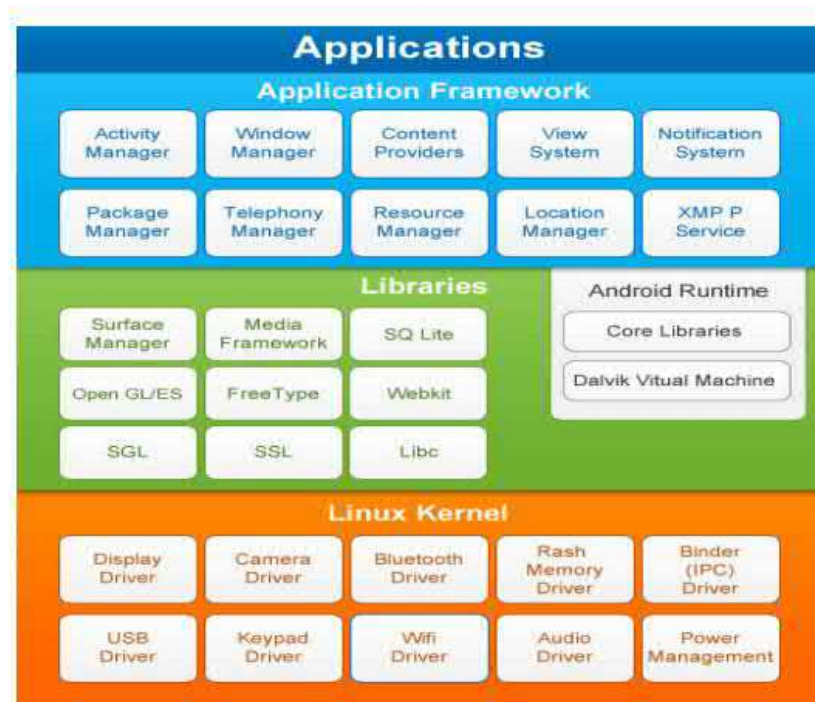 Applications
Application Framework
Activity Manager
Window Manager
Content Providers
View System
Notification System
Package Manager
Telephony Manager
Resource Manager
Location Manager
XMP P Service
Libraries
Surface Manager
Media Framework
SQ Lite
Open GL/ES
FreeType
Webkit
SGL
SSL
Libc
Android Runtime
Core Libraries
Dalvik Vitual Machine
Linux Kernel
Display Driver
Camera Driver
Bluetooth Driver
Rash Memory Driver
Binder (IPC) Driver
USB Driver
Keypad Driver
Wifi Driver
Audio Driver
Power Management